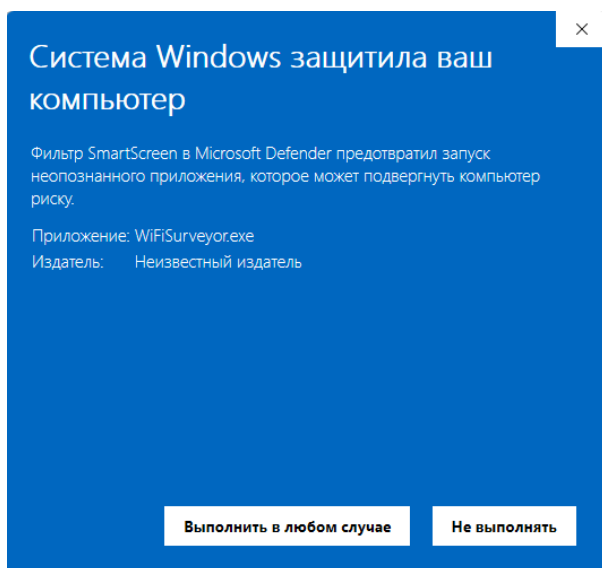 Система Windows защитила ваш
компьютер
Фильтр SmartScreen в Microsoft Defender предотвратил запуск
неопознанного приложения, которое может подвергнуть компьютер
риску.
Приложение: WiFiSurveyor.exe
Издатель: Неизвестный издатель
Выполнить в любом случае Не выполнять